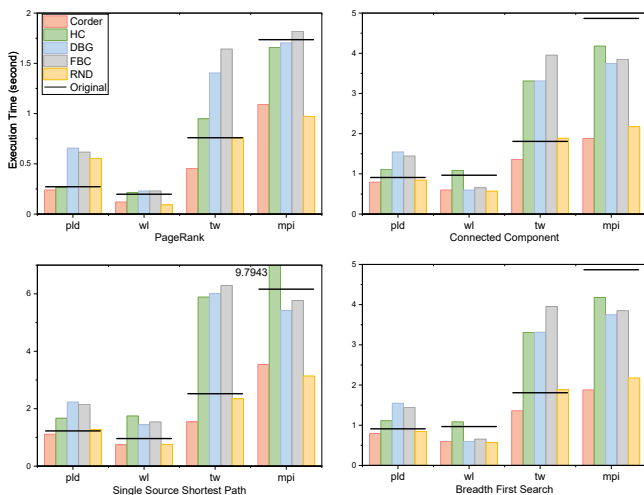 Execution Time (second)
2
1.5
1
0.5
0
Corder
HC
DBG
FBC
RND
Original
pld wl tw mpi
PageRank
5
4
3
2
1
0
pld wl tw mpi
Connected Component
6
4
2
0
9.7943
pld wl tw mpi
Single Source Shortest Path
5
4
3
2
1
0
pld wl tw mpi
Breadth First Search